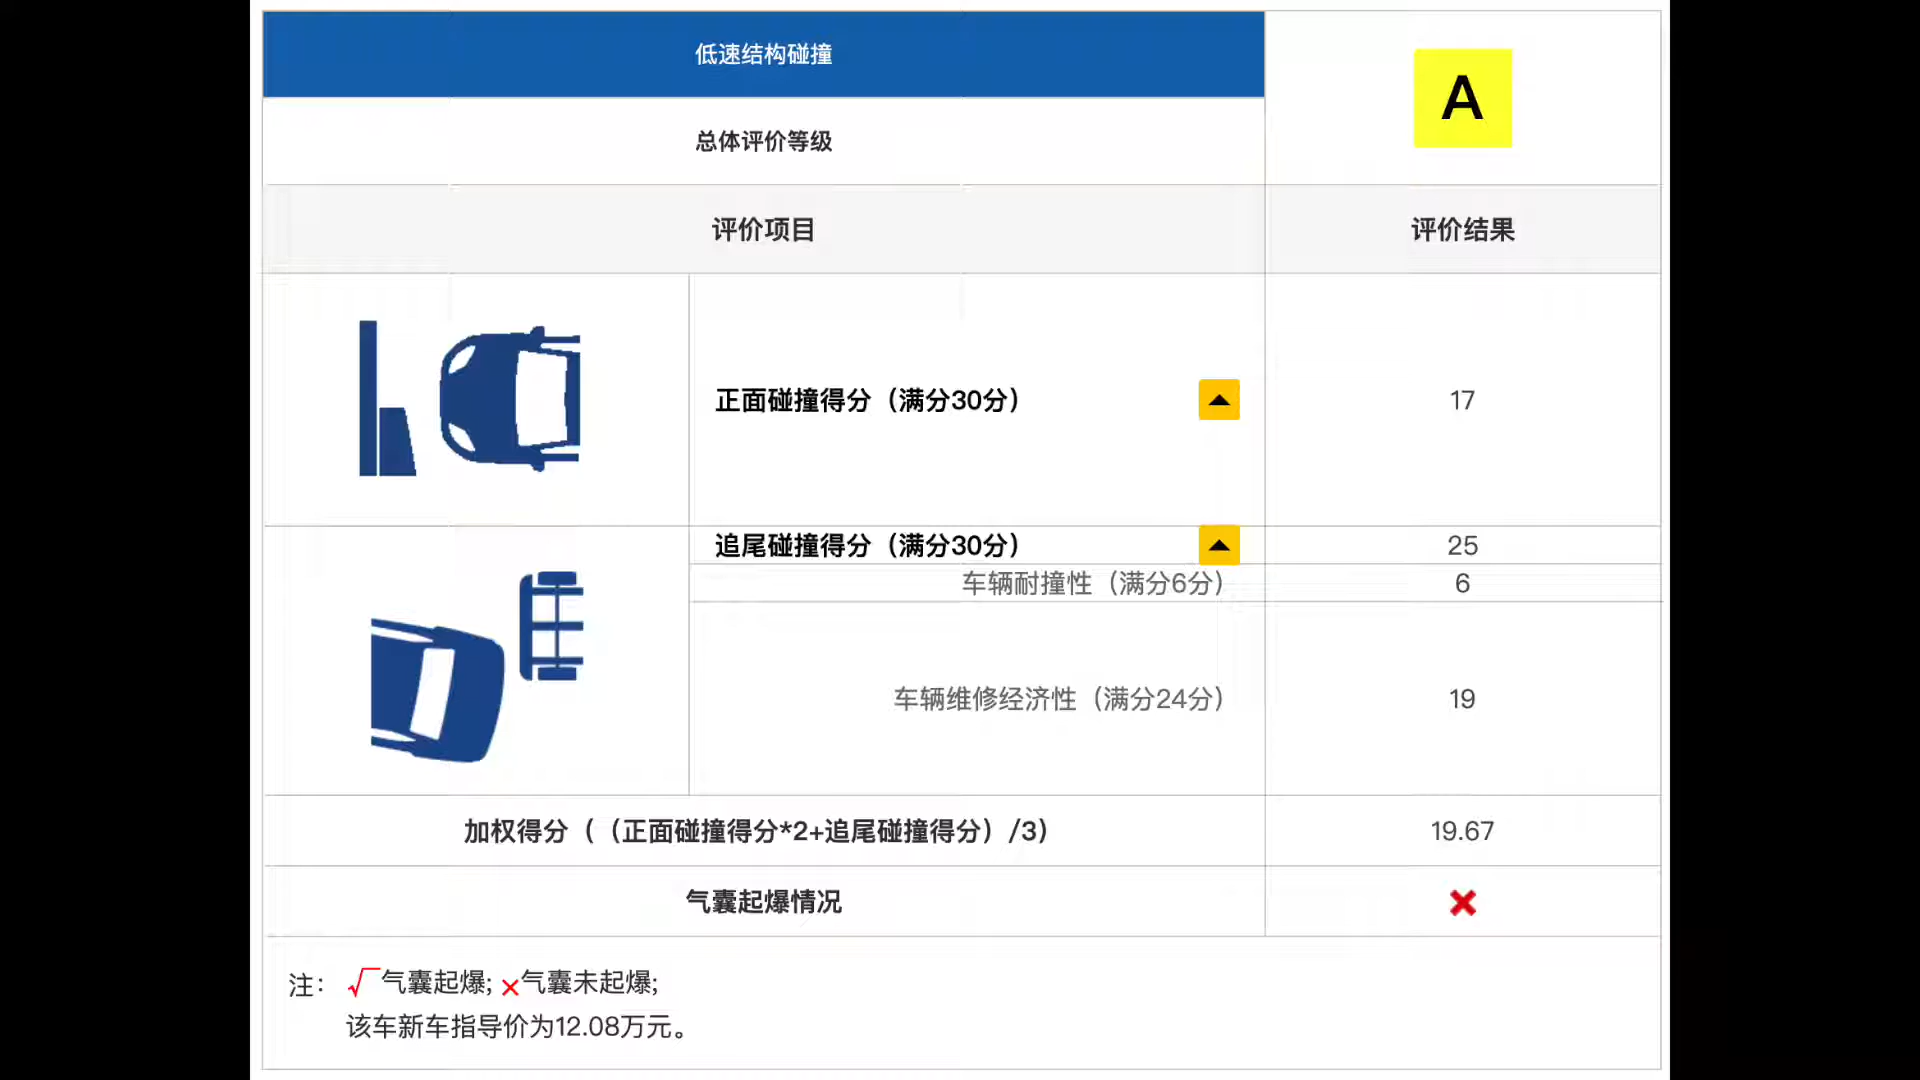 低速结构碰撞
A
总体评价等级
评价项目
评价结果
正面碰撞得分（满分30分）
17
追尾碰撞得分（满分30分）
25
车辆耐撞性（满分6分）
6
车辆维修经济性（满分24分）
19
加权得分（（正面碰撞得分*2+追尾碰撞得分）/3）
19.67
气囊起爆情况
注： √气囊起爆; ×气囊未起爆;
该车新车指导价为12.08万元。